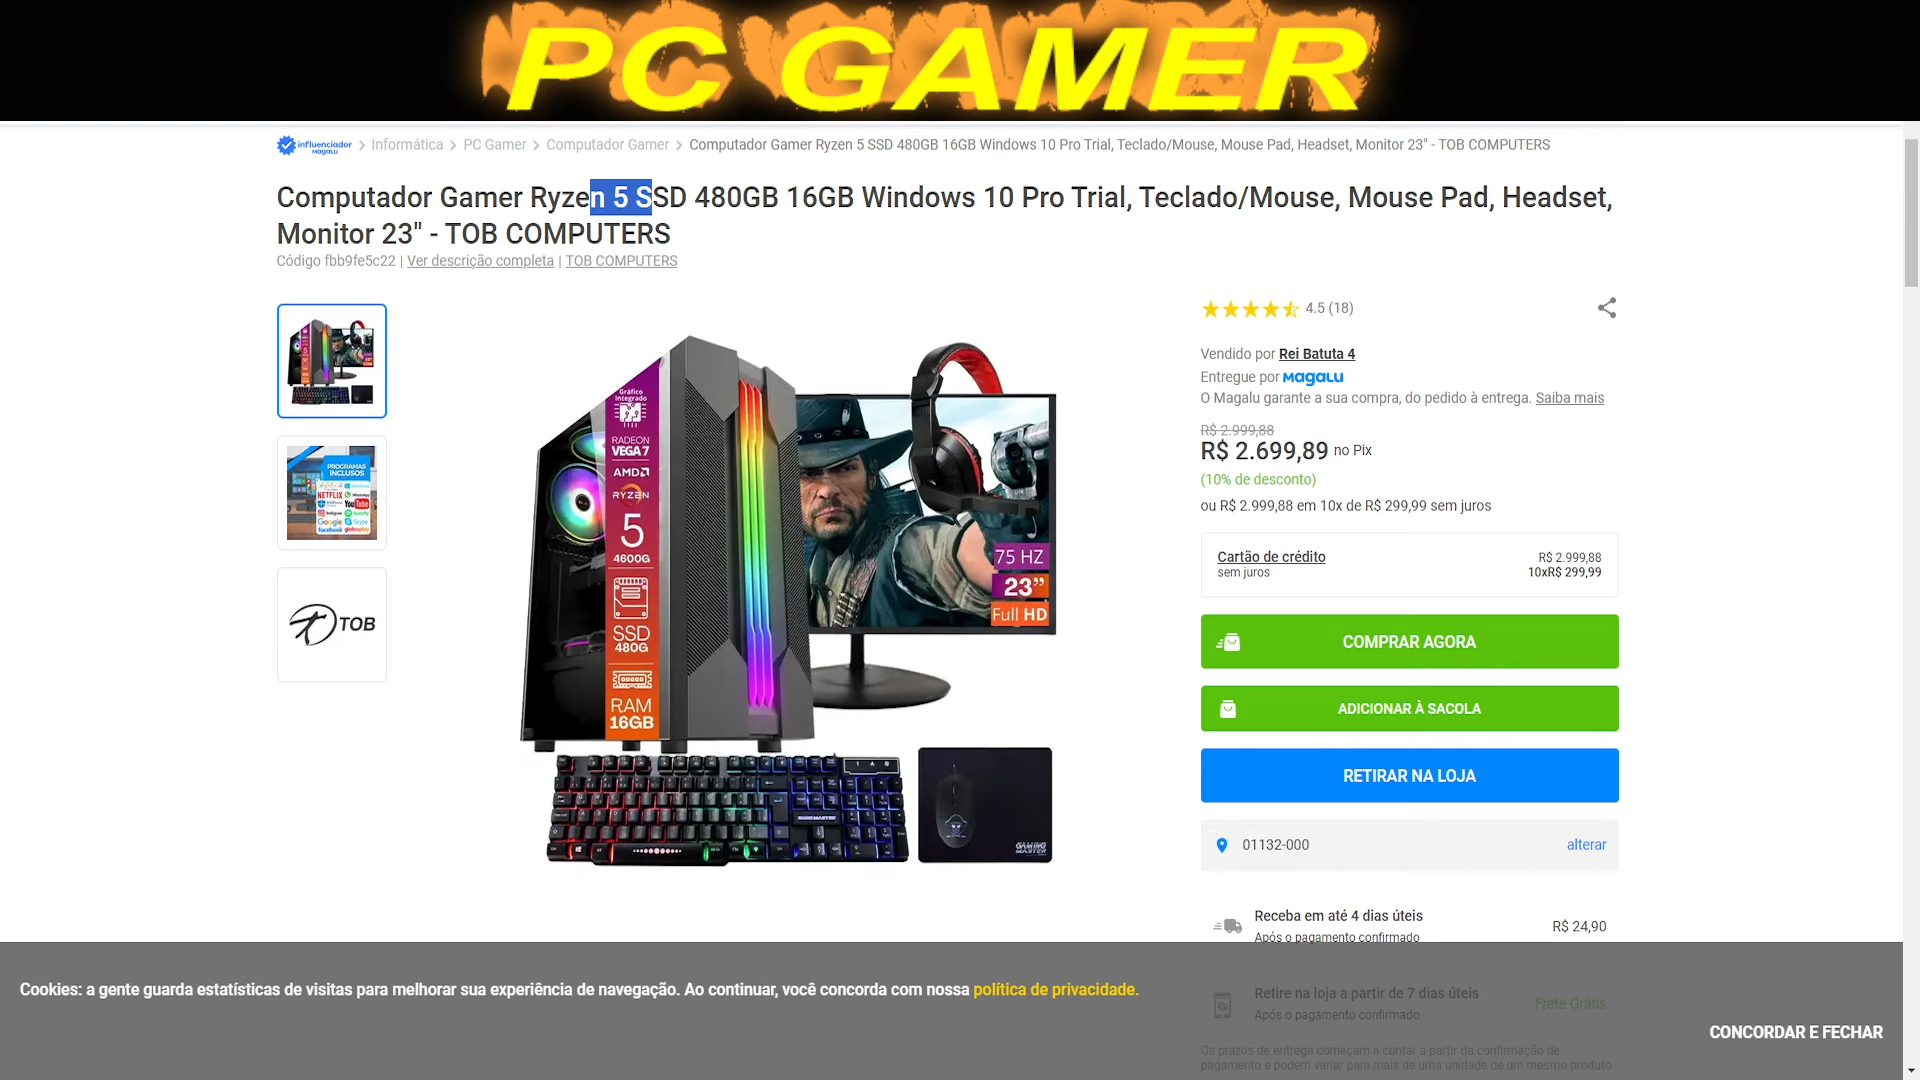 PC GAMER
influenciador
magalu
Informática
PC Gamer
Computador Gamer
Computador Gamer Ryzen 5 SSD 480GB 16GB Windows 10 Pro Trial, Teclado/Mouse, Mouse Pad, Headset, Monitor 23" - TOB COMPUTERS
Computador Gamer Ryzen 5 SSD 480GB 16GB Windows 10 Pro Trial, Teclado/Mouse, Mouse Pad, Headset,
Monitor 23" - TOB COMPUTERS
Código fbb9fe5c22 | Ver descrição completa | TOB COMPUTERS
PROGRAMAS
INCLUSOS
NETFLIX
YouTube
Google
Skype
facebook
globoplay
TOB
Gráfico
Integrado
RADEON
VEGA 7
AMD
RYZEN
5
4600G
SSD
480G
RAM
16GB
75 HZ
23”
Full HD
GAMING
MASTER
4.5 (18)
Vendido por Rei Batuta 4
Entregue por Magalu
O Magalu garante a sua compra, do pedido à entrega. Saiba mais
R$ 2.999,88
R$ 2.699,89 no Pix
(10% de desconto)
ou R$ 2.999,88 em 10x de R$ 299,99 sem juros
Cartão de crédito
R$ 2.999,88
sem juros
10xR$ 299,99
COMPRAR AGORA
ADICIONAR À SACOLA
RETIRAR NA LOJA
01132-000
alterar
Receba em até 4 dias úteis
R$ 24,90
Após o pagamento confirmado
Cookies: a gente guarda estatísticas de visitas para melhorar sua experiência de navegação. Ao continuar, você concorda com nossa política de privacidade.
Retire na loja a partir de 7 dias úteis
Frete Grátis
Após o pagamento confirmado
CONCORDAR E FECHAR
Os prazos de entrega começam a contar a partir da confirmação de
pagamento e podem variar para mais de uma unidade de um mesmo produto.